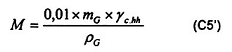 M = 0,01 × m_G × γ_c.hh / ρ_G (C5')